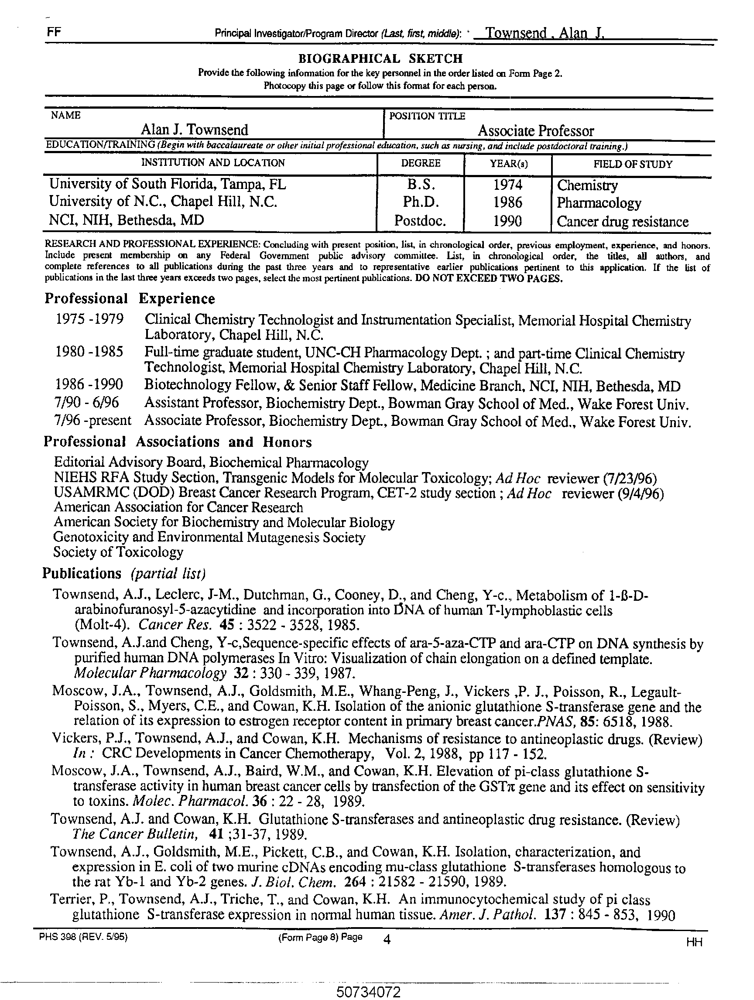 FF
Principal Investigator/Program Director (Last, first, middle): Townsend , Alan J.
BIOGRAPHICAL SKETCH
Provide the following information for the key personnel in the order listed on Form Page 2.
Photocopy this page or follow this format for each person.
NAME
Alan J. Townsend
POSITION TITLE
Associate Professor
EDUCATION/TRAINING (Begin with baccalaureate or other initial professional education, such as nursing, and include postdoctoral training.)
INSTITUTION AND LOCATION DEGREE YEAR(s) FIELD OF STUDY
University of South Florida, Tampa, FL B.S. 1974 Chemistry
University of N.C., Chapel Hill, N.C. Ph.D. 1986 Pharmacology
NCI, NIH, Bethesda, MD Postdoc. 1990 Cancer drug resistance
RESEARCH AND PROFESSIONAL EXPERIENCE: Concluding with present position, list, in chronological order, previous employment, experience, and honors.
Include present membership on any Federal Government public advisory committee. List, in chronological order, the titles, all authors, and
complete references to all publications during the past three years and to representative earlier publications pertinent to this application. If the list of
publications in the last three years exceeds two pages, select the most pertinent publications. DO NOT EXCEED TWO PAGES.
Professional Experience
1975 -1979 Clinical Chemistry Technologist and Instrumentation Specialist, Memorial Hospital Chemistry
Laboratory, Chapel Hill, N.C.
1980 -1985 Full-time graduate student, UNC-CH Pharmacology Dept. ; and part-time Clinical Chemistry
Technologist, Memorial Hospital Chemistry Laboratory, Chapel Hill, N.C.
1986 -1990 Biotechnology Fellow, & Senior Staff Fellow, Medicine Branch, NCI, NIH, Bethesda, MD
7/90 - 6/96 Assistant Professor, Biochemistry Dept., Bowman Gray School of Med., Wake Forest Univ.
7/96 -present Associate Professor, Biochemistry Dept., Bowman Gray School of Med., Wake Forest Univ.
Professional Associations and Honors
Editorial Advisory Board, Biochemical Pharmacology
NIEHS RFA Study Section, Transgenic Models for Molecular Toxicology; Ad Hoc reviewer (7/23/96)
USAMRMC (DOD) Breast Cancer Research Program, CET-2 study section ; Ad Hoc reviewer (9/4/96)
American Association for Cancer Research
American Society for Biochemistry and Molecular Biology
Genotoxicity and Environmental Mutagenesis Society
Society of Toxicology
Publications (partial list)
Townsend, A.J., Leclerc, J-M., Dutchman, G., Cooney, D., and Cheng, Y-c., Metabolism of 1-ß-D-
arabinofuranosyl-5-azacytidine and incorporation into DNA of human T-lymphoblastic cells
(Molt-4). Cancer Res. 45 : 3522 - 3528, 1985.
Townsend, A.J.and Cheng, Y-c,Sequence-specific effects of ara-5-aza-CTP and ara-CTP on DNA synthesis by
purified human DNA polymerases In Vitro: Visualization of chain elongation on a defined template.
Molecular Pharmacology 32 : 330 - 339, 1987.
Moscow, J.A., Townsend, A.J., Goldsmith, M.E., Whang-Peng, J., Vickers ,P. J., Poisson, R., Legault-
Poisson, S., Myers, C.E., and Cowan, K.H. Isolation of the anionic glutathione S-transferase gene and the
relation of its expression to estrogen receptor content in primary breast cancer.PNAS, 85: 6518, 1988.
Vickers, P.J., Townsend, A.J., and Cowan, K.H. Mechanisms of resistance to antineoplastic drugs. (Review)
In : CRC Developments in Cancer Chemotherapy, Vol. 2, 1988, pp 117 - 152.
Moscow, J.A., Townsend, A.J., Baird, W.M., and Cowan, K.H. Elevation of pi-class glutathione S-
transferase activity in human breast cancer cells by transfection of the GSTπ gene and its effect on sensitivity
to toxins. Molec. Pharmacol. 36 : 22 - 28, 1989.
Townsend, A.J. and Cowan, K.H. Glutathione S-transferases and antineoplastic drug resistance. (Review)
The Cancer Bulletin, 41 ;31-37, 1989.
Townsend, A.J., Goldsmith, M.E., Pickett, C.B., and Cowan, K.H. Isolation, characterization, and
expression in E. coli of two murine cDNAs encoding mu-class glutathione S-transferases homologous to
the rat Yb-1 and Yb-2 genes. J. Biol. Chem. 264 : 21582 - 21590, 1989.
Terrier, P., Townsend, A.J., Triche, T., and Cowan, K.H. An immunocytochemical study of pi class
glutathione S-transferase expression in normal human tissue. Amer. J. Pathol. 137 : 845 - 853, 1990
PHS 398 (REV. 5/95) (Form Page 8) Page 4 HH
50734072